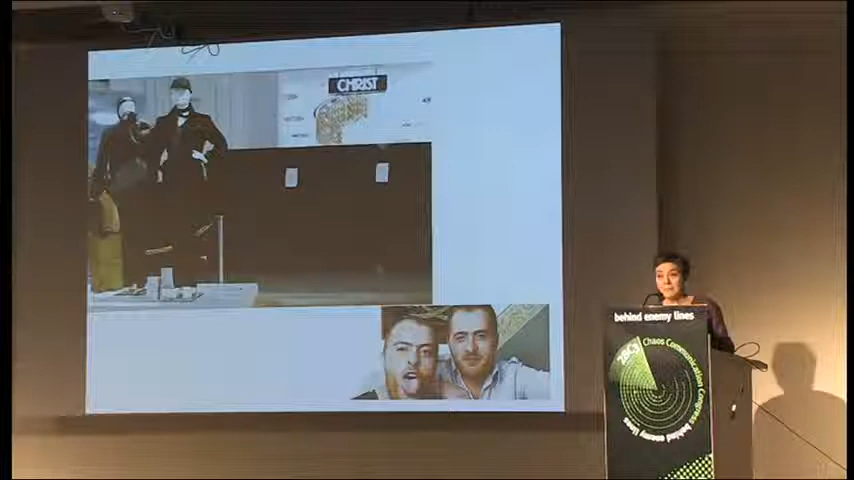 CHRIST
behind enemy lines
28C3
Chaos Communication Congress
behind enemy lines